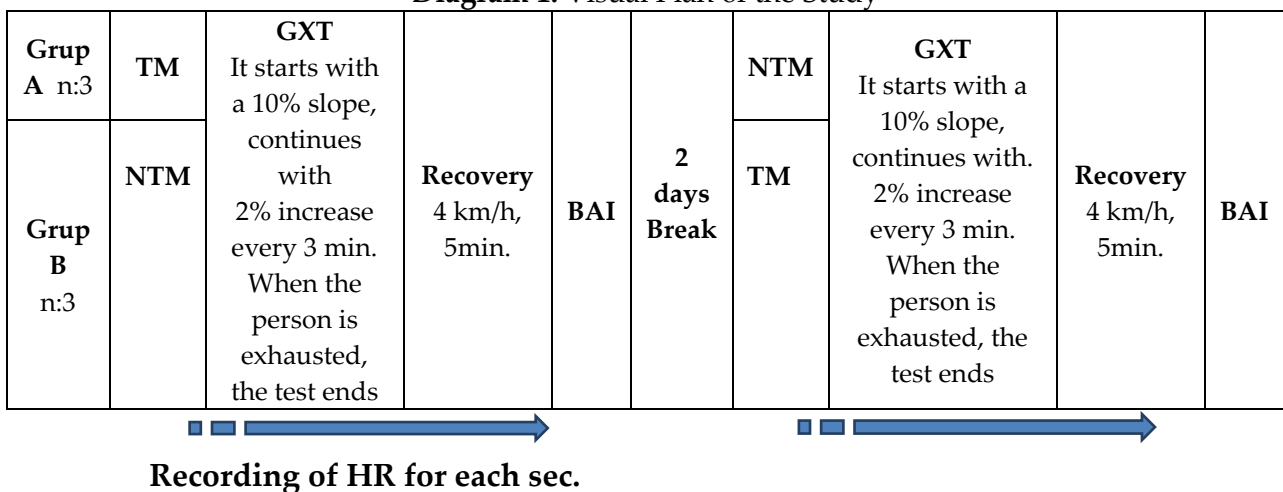 Diagram 1. Visual Plan of the Study
Grup
A n:3
TM
GXT
It starts with
a 10% slope,
continues
with
2% increase
every 3 min.
When the
person is
exhausted,
the test ends
Recovery
4 km/h,
5min.
BAI
2
days
Break
NTM
GXT
It starts with a
10% slope,
continues with.
2% increase
every 3 min.
When the
person is
exhausted, the
test ends
Recovery
4 km/h,
5min.
BAI
Grup
B
n:3
NTM
TM
Recording of HR for each sec.